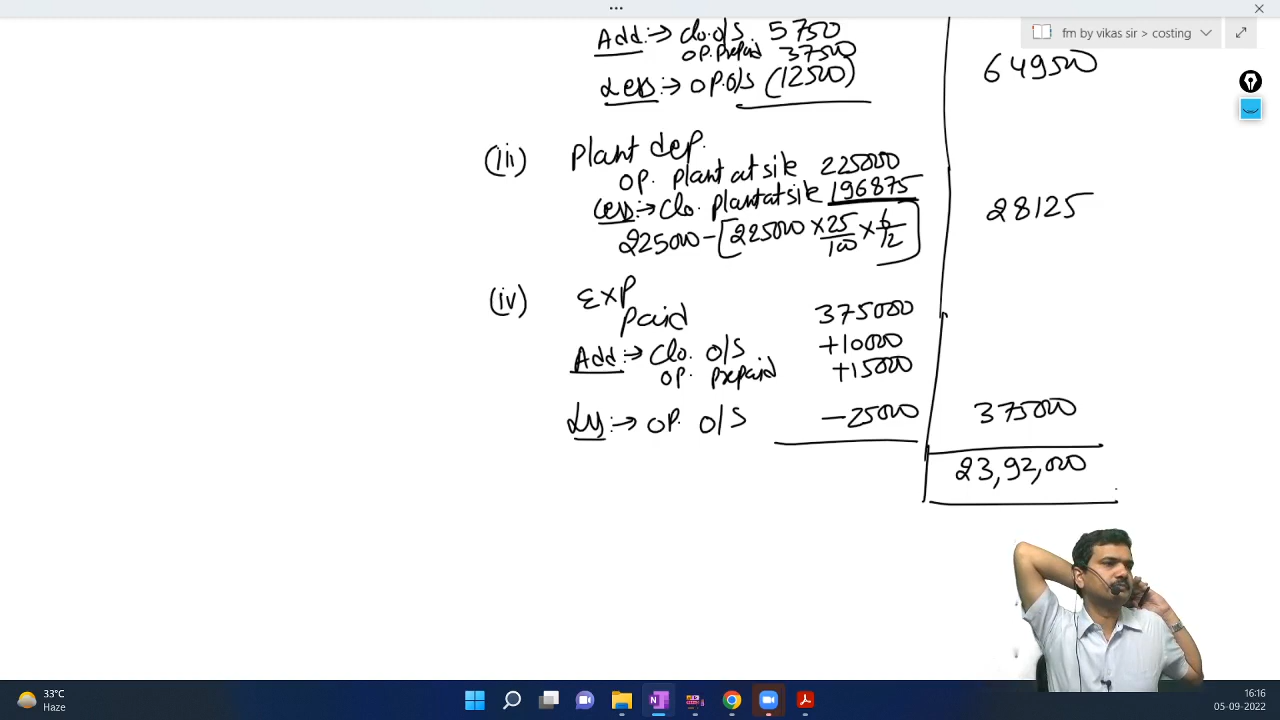 ...
fm by vikas sir > costing
Add:→ Clo. o/s 5750
op. prepaid 37500
649500
Less:→ op. o/s (12500)
(iii) Plant dep.
op. Plant at site 225000
Less:→ Clo. plant at site 196875
28125
225000-[225000 × 25/100 × 6/12]
(iv) Exp
paid 375000
Add:→ Clo. o/s +10000
op. prepaid +15000
:→ op. o/s -25000 375000
23,92,000
33°C
Haze
16:16
05-09-2022